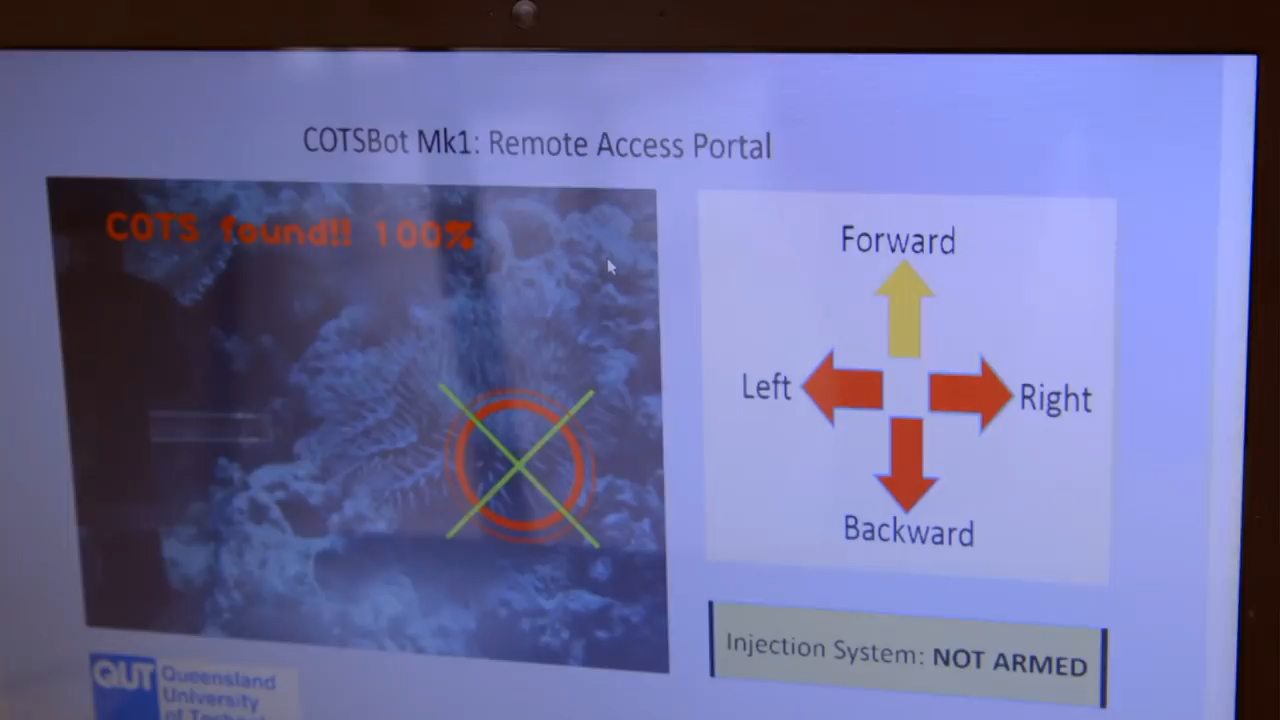 COTSBot Mk1: Remote Access Portal
COTS found!! 100%
Forward
Left
Right
Backward
Injection System: NOT ARMED
QUT
Queensland
University
of